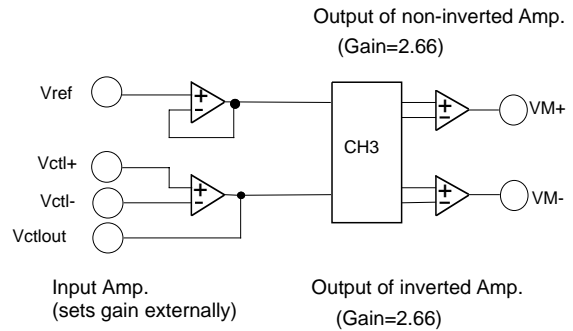 Output of non-inverted Amp.
(Gain=2.66)
Vref
+
-
+
-
VM+
CH3
Vctl+
Vctl-
+
-
+
-
VM-
Vctlout
Input Amp.
(sets gain externally)
Output of inverted Amp.
(Gain=2.66)